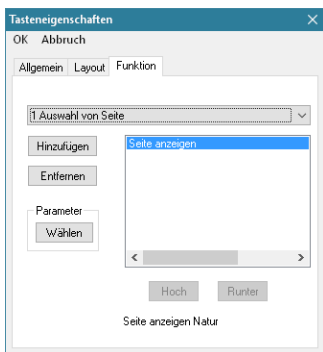 Tasteneigenschaften
OK Abbruch
Allgemein Layout Funktion
1 Auswahl von Seite
Hinzufügen
Seite anzeigen
Entfernen
Parameter
Wählen
Hoch Runter
Seite anzeigen Natur